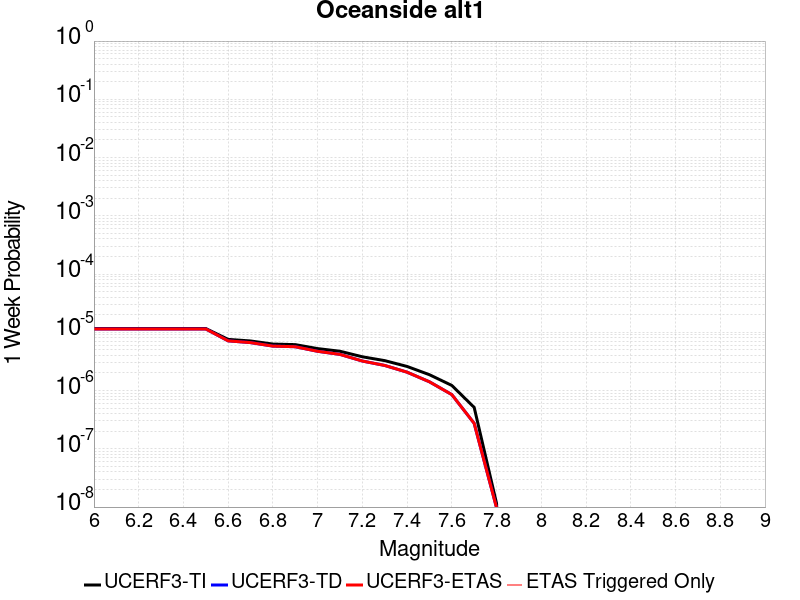 Oceanside alt1
10^0
10^-1
10^-2
10^-3
10^-4
10^-5
10^-6
10^-7
10^-8
1 Week Probability
6 6.2 6.4 6.6 6.8 7 7.2 7.4 7.6 7.8 8 8.2 8.4 8.6 8.8 9
Magnitude
UCERF3-TI UCERF3-TD UCERF3-ETAS ETAS Triggered Only